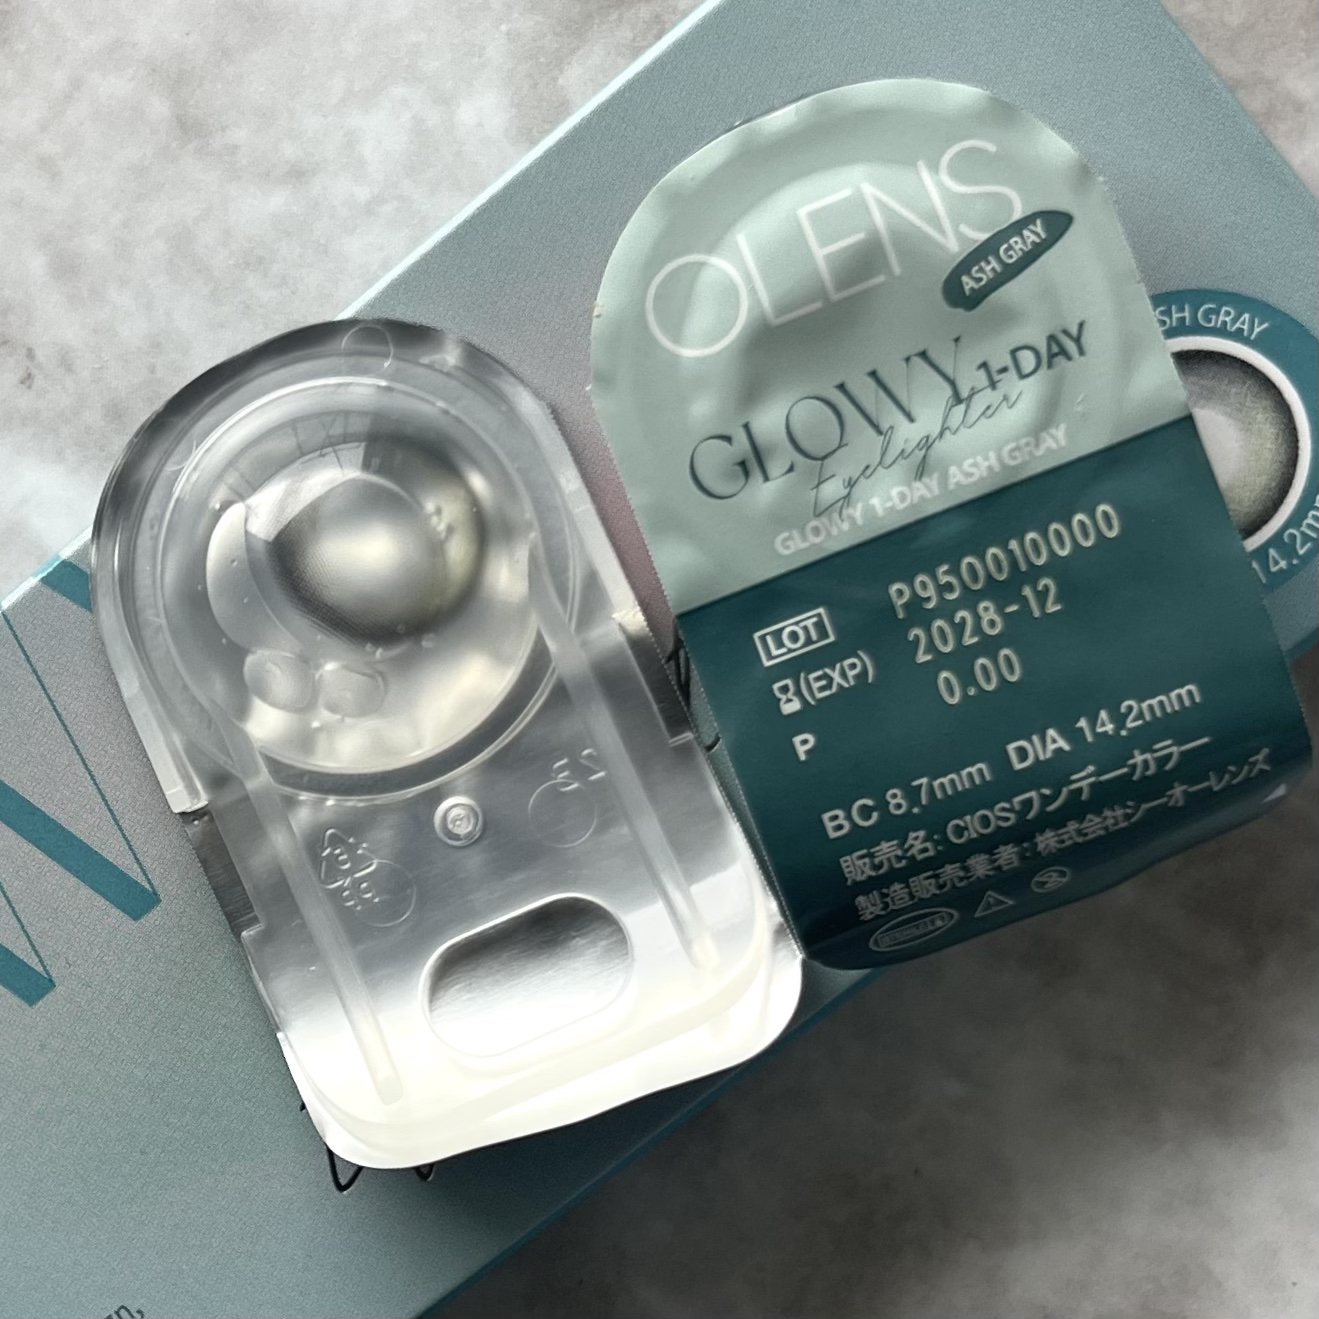 OLENS
ASH GRAY
GLOWY 1-DAY
Eyelighter
GLOWY 1-DAY ASH GRAY
LOT P950010000
(EXP) 2028-12
P 0.00
BC 8.7mm DIA 14.2mm
販売名: CIOSワンデーカラー
製造販売業者: 株式会社シーオーレンズ
SH GRAY
14.2m